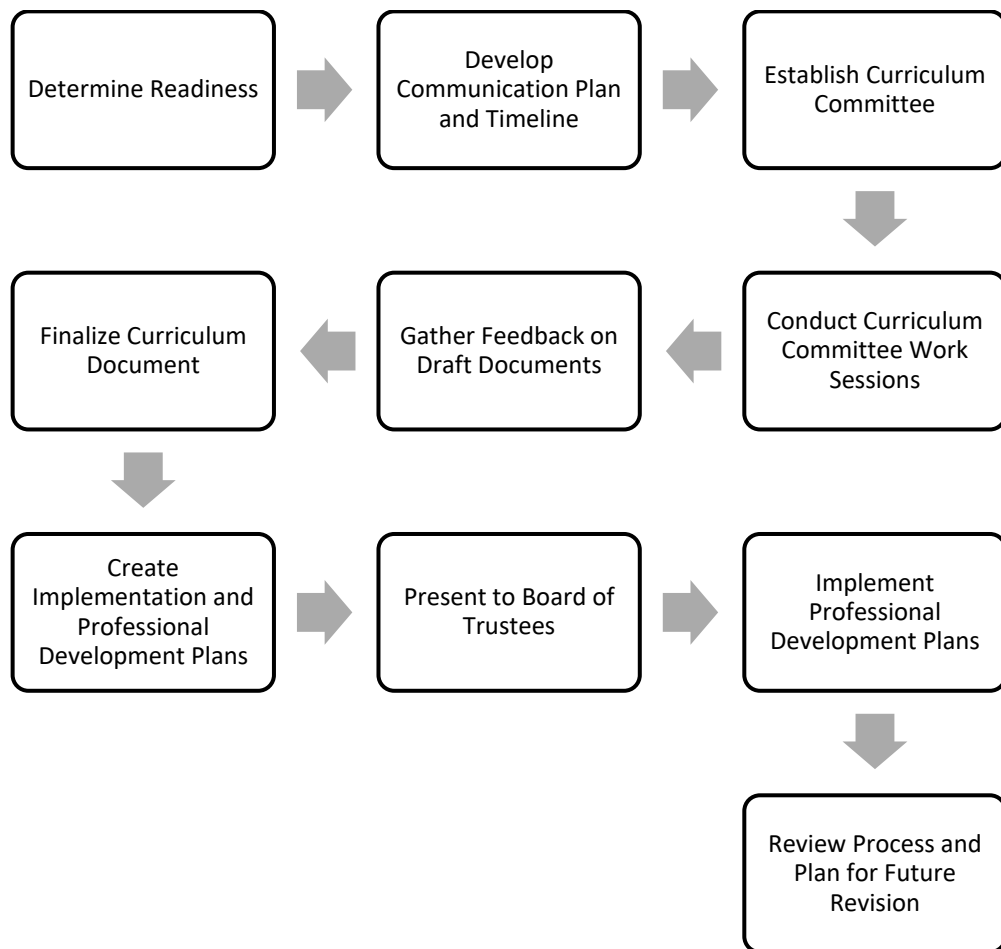 Determine Readiness
Develop
Communication Plan
and Timeline
Establish Curriculum
Committee
Conduct Curriculum
Committee Work
Sessions
Gather Feedback on
Draft Documents
Finalize Curriculum
Document
Create
Implementation and
Professional
Development Plans
Present to Board of
Trustees
Implement
Professional
Development Plans
Review Process and
Plan for Future
Revision